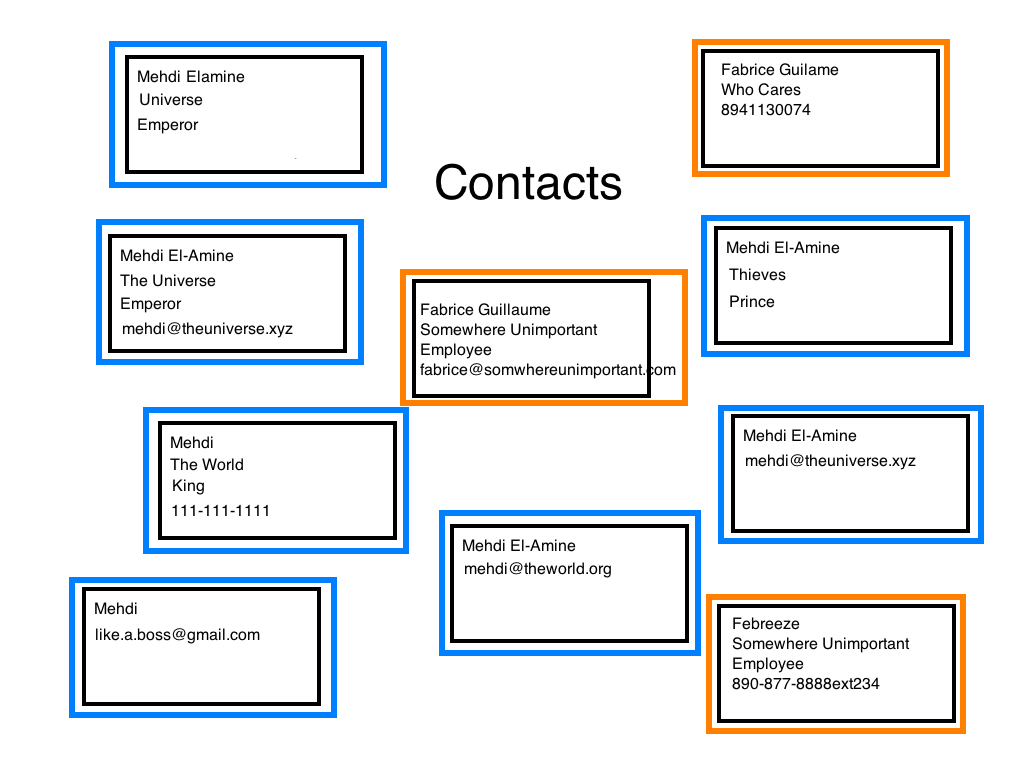 Mehdi Elamine
Universe
Emperor
Fabrice Guilame
Who Cares
8941130074
Contacts
Mehdi El-Amine
The Universe
Emperor
mehdi@theuniverse.xyz
Fabrice Guillaume
Somewhere Unimportant
Employee
fabrice@somwhereunimportant.com
Mehdi El-Amine
Thieves
Prince
Mehdi
The World
King
111-111-1111
Mehdi El-Amine
mehdi@theuniverse.xyz
Mehdi El-Amine
mehdi@theworld.org
Mehdi
like.a.boss@gmail.com
Febreeze
Somewhere Unimportant
Employee
890-877-8888ext234